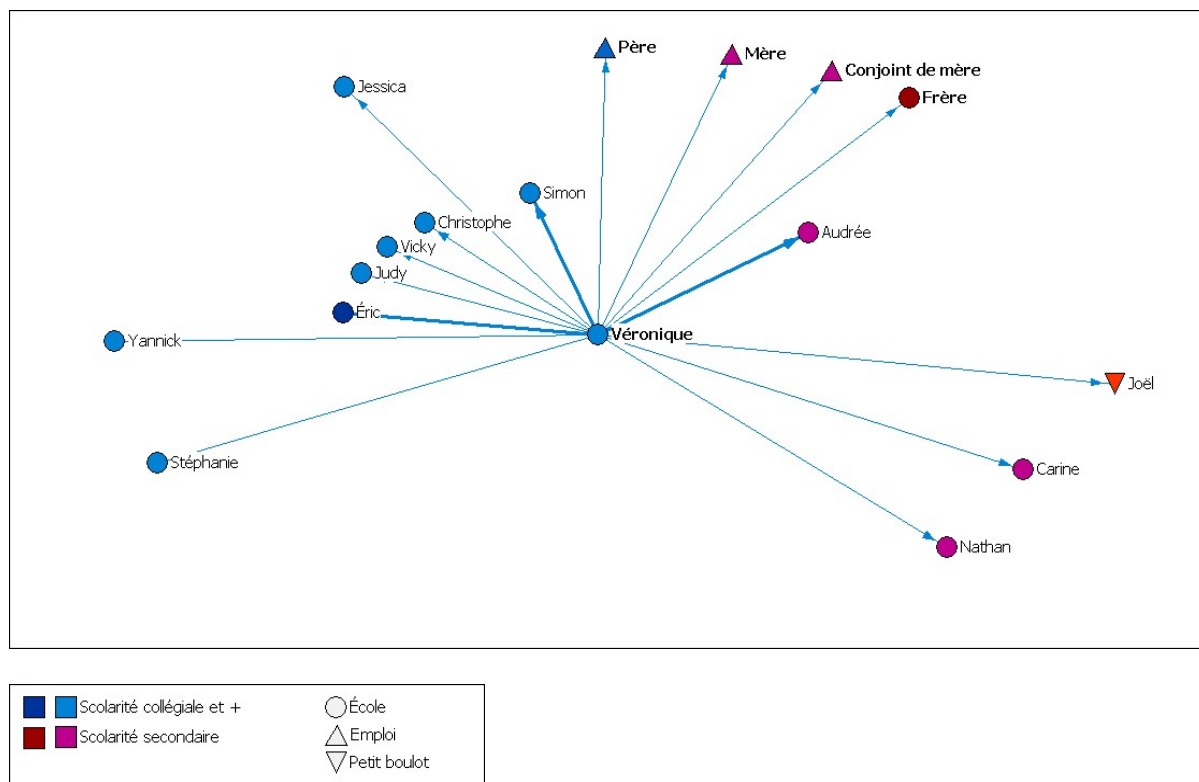 Père
Mère
Conjoint de mère
Jessica
Frère
Simon
Christophe
Audrée
Vicky
Judy
Éric
Véronique
Yannick
Joël
Stéphanie
Carine
Nathan
Scolarité collégiale et +
École
Scolarité secondaire
Emploi
Petit boulot